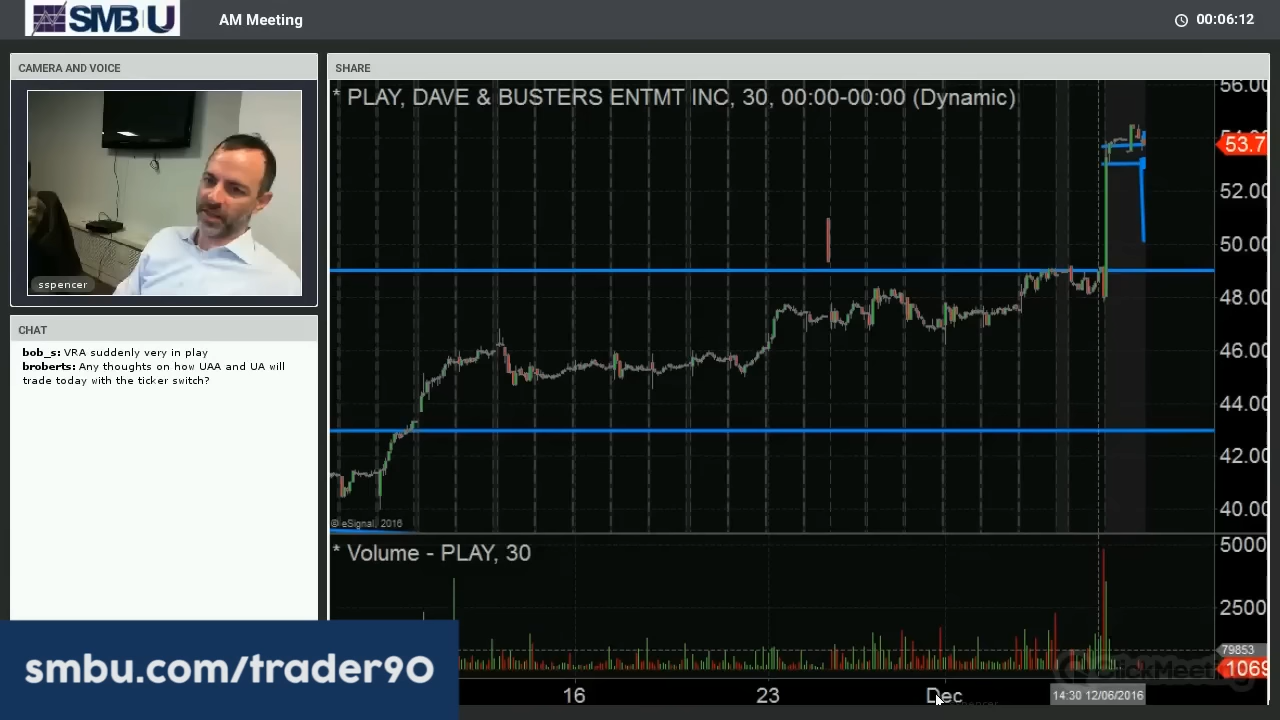 SMB U
AM Meeting
00:06:12
CAMERA AND VOICE
SHARE
sspencer
CHAT
bob_s: VRA suddenly very in play
broberts: Any thoughts on how UAA and UA will
trade today with the ticker switch?
* PLAY, DAVE & BUSTERS ENTMT INC, 30, 00:00-00:00 (Dynamic)
56.00
53.7
52.00
50.00
48.00
46.00
44.00
42.00
40.00
© eSignal, 2016
* Volume - PLAY, 30
5000
2500
79853
1069
ClickMeeting
16
23
Dec
14:30 12/06/2016
smbu.com/trader90